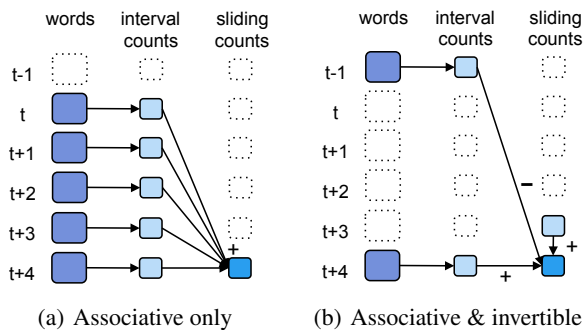 words interval counts sliding counts
t-1
t
t+1
t+2
t+3
+
t+4
(a) Associative only
words interval counts sliding counts
t-1
t
t+1
t+2
–
t+3
+
t+4
+
(b) Associative & invertible